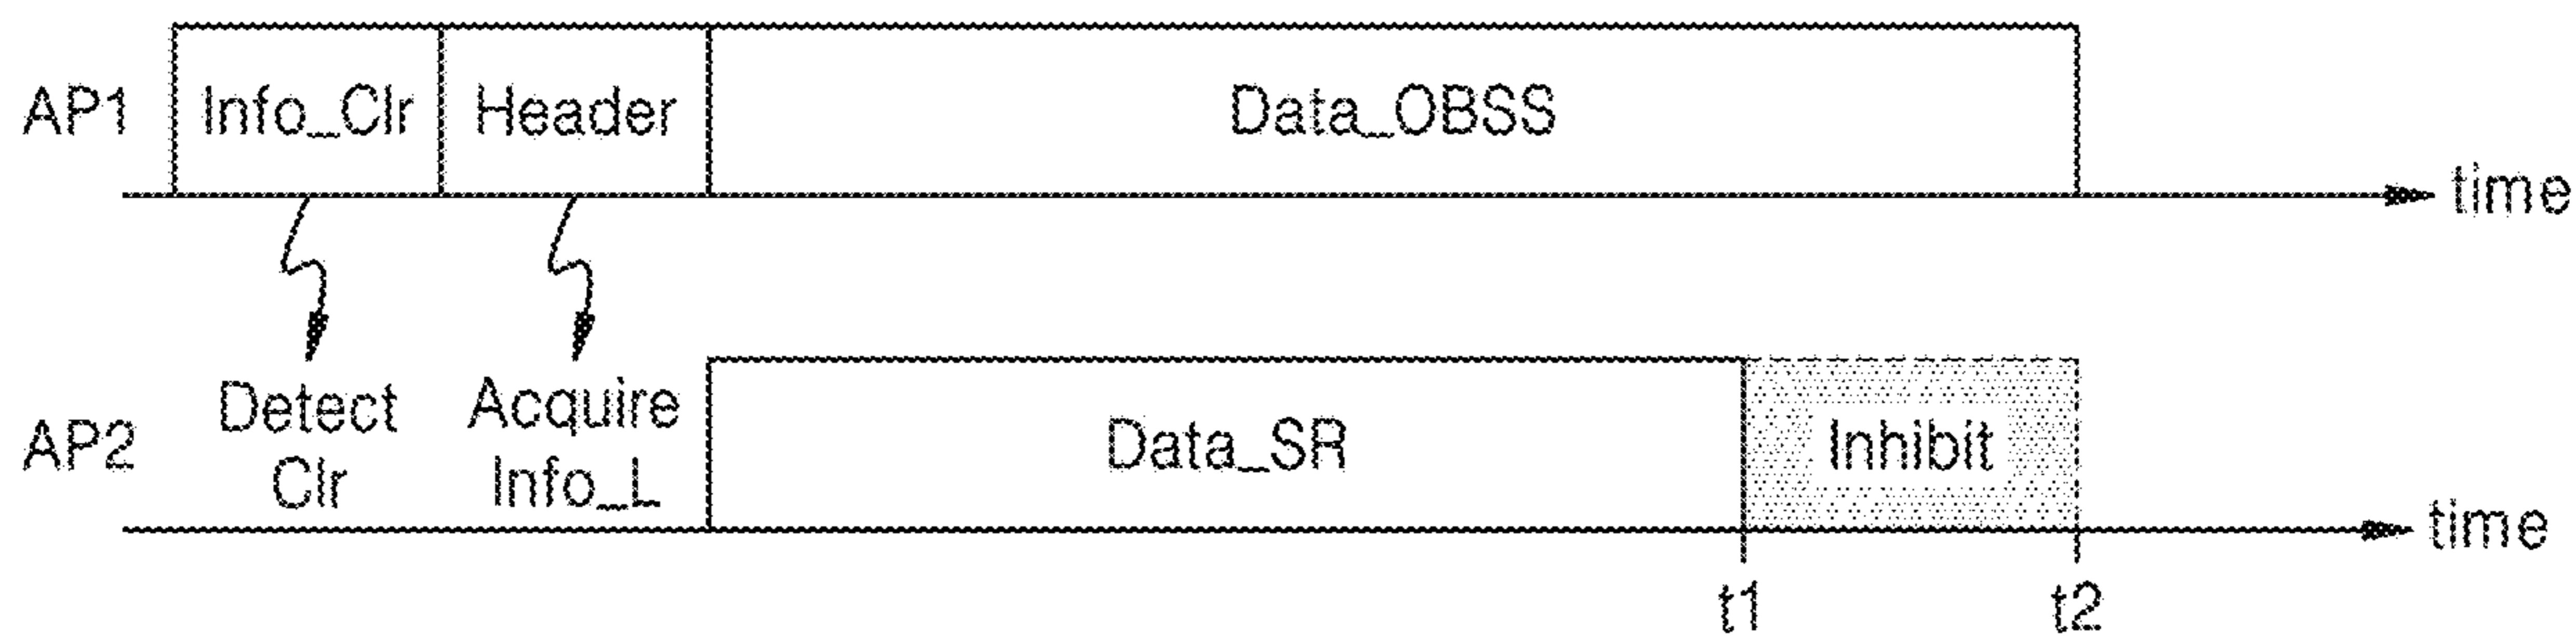 AP1 Info_Clr Header Data_OBSS
time
AP2 Detect Clr Acquire Info_L Data_SR Inhibit
time
t1 t2